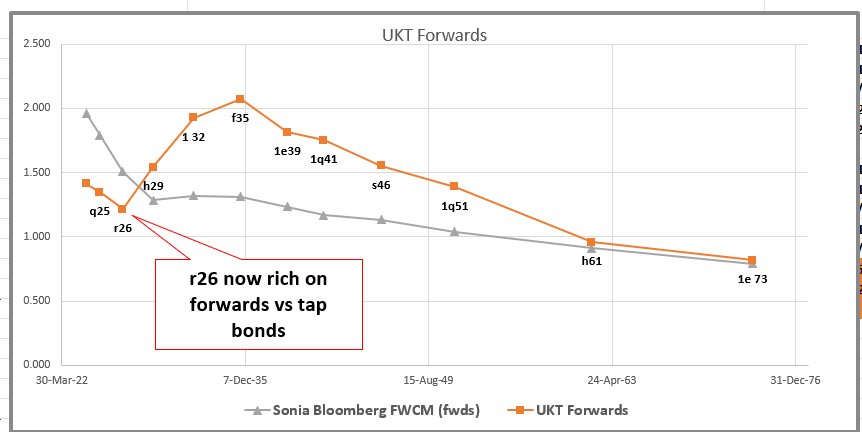 UKT Forwards
2.500
2.000
1.500
1.000
0.500
0.000
f35
1 32
1e39
1q41
h29
s46
q25
1q51
r26
h61
1e 73
r26 now rich on
forwards vs tap
bonds
30-Mar-22
7-Dec-35
15-Aug-49
24-Apr-63
31-Dec-76
Sonia Bloomberg FWCM (fwds)
UKT Forwards